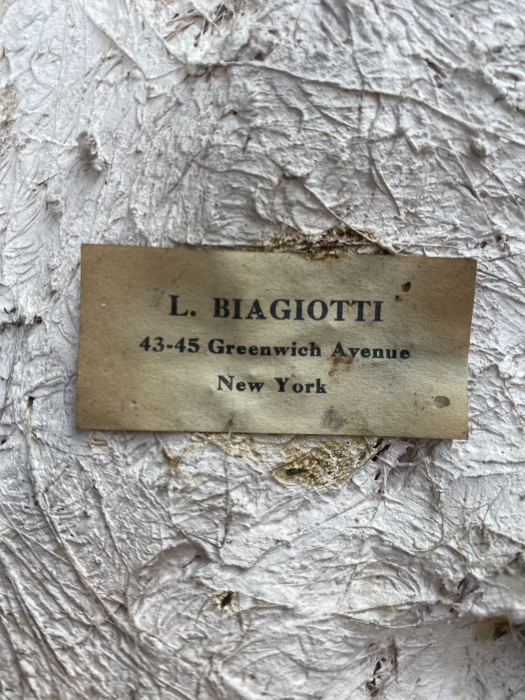 L. BIAGIOTTI
43-45 Greenwich Avenue
New York